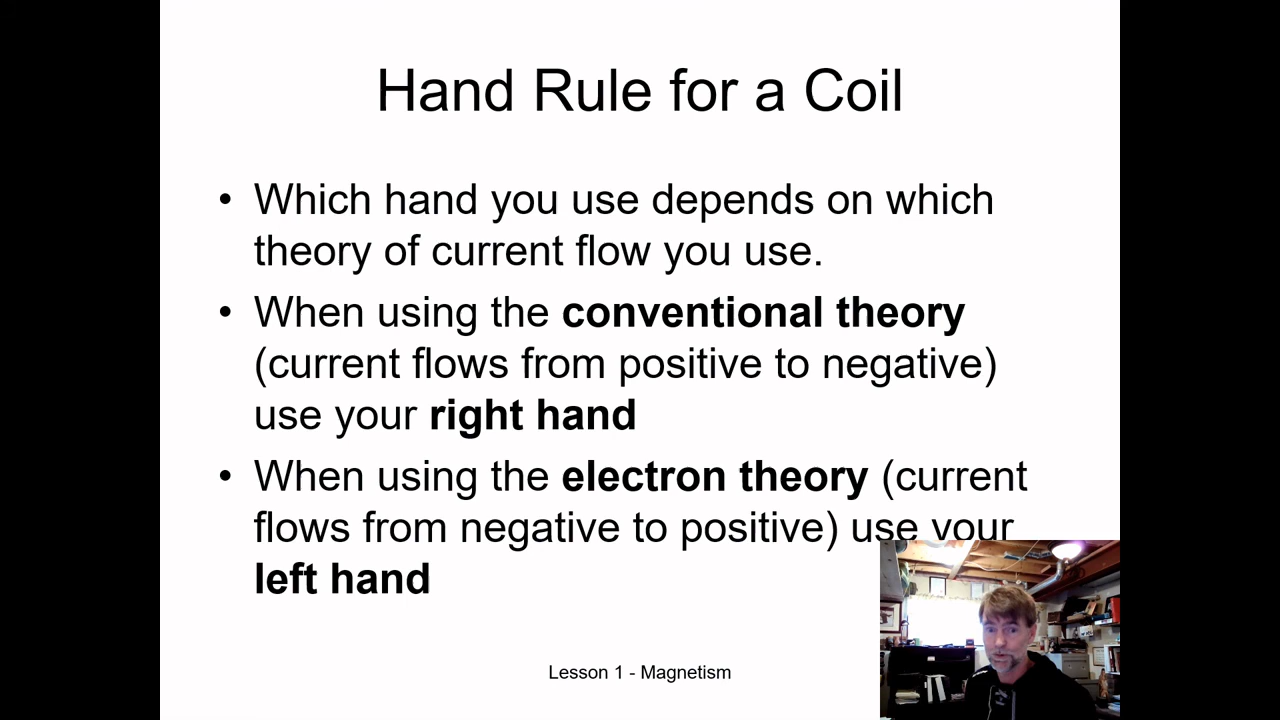 Hand Rule for a Coil
• Which hand you use depends on which
theory of current flow you use.
• When using the conventional theory
(current flows from positive to negative)
use your right hand
• When using the electron theory (current
flows from negative to positive) use your
left hand
Lesson 1 - Magnetism